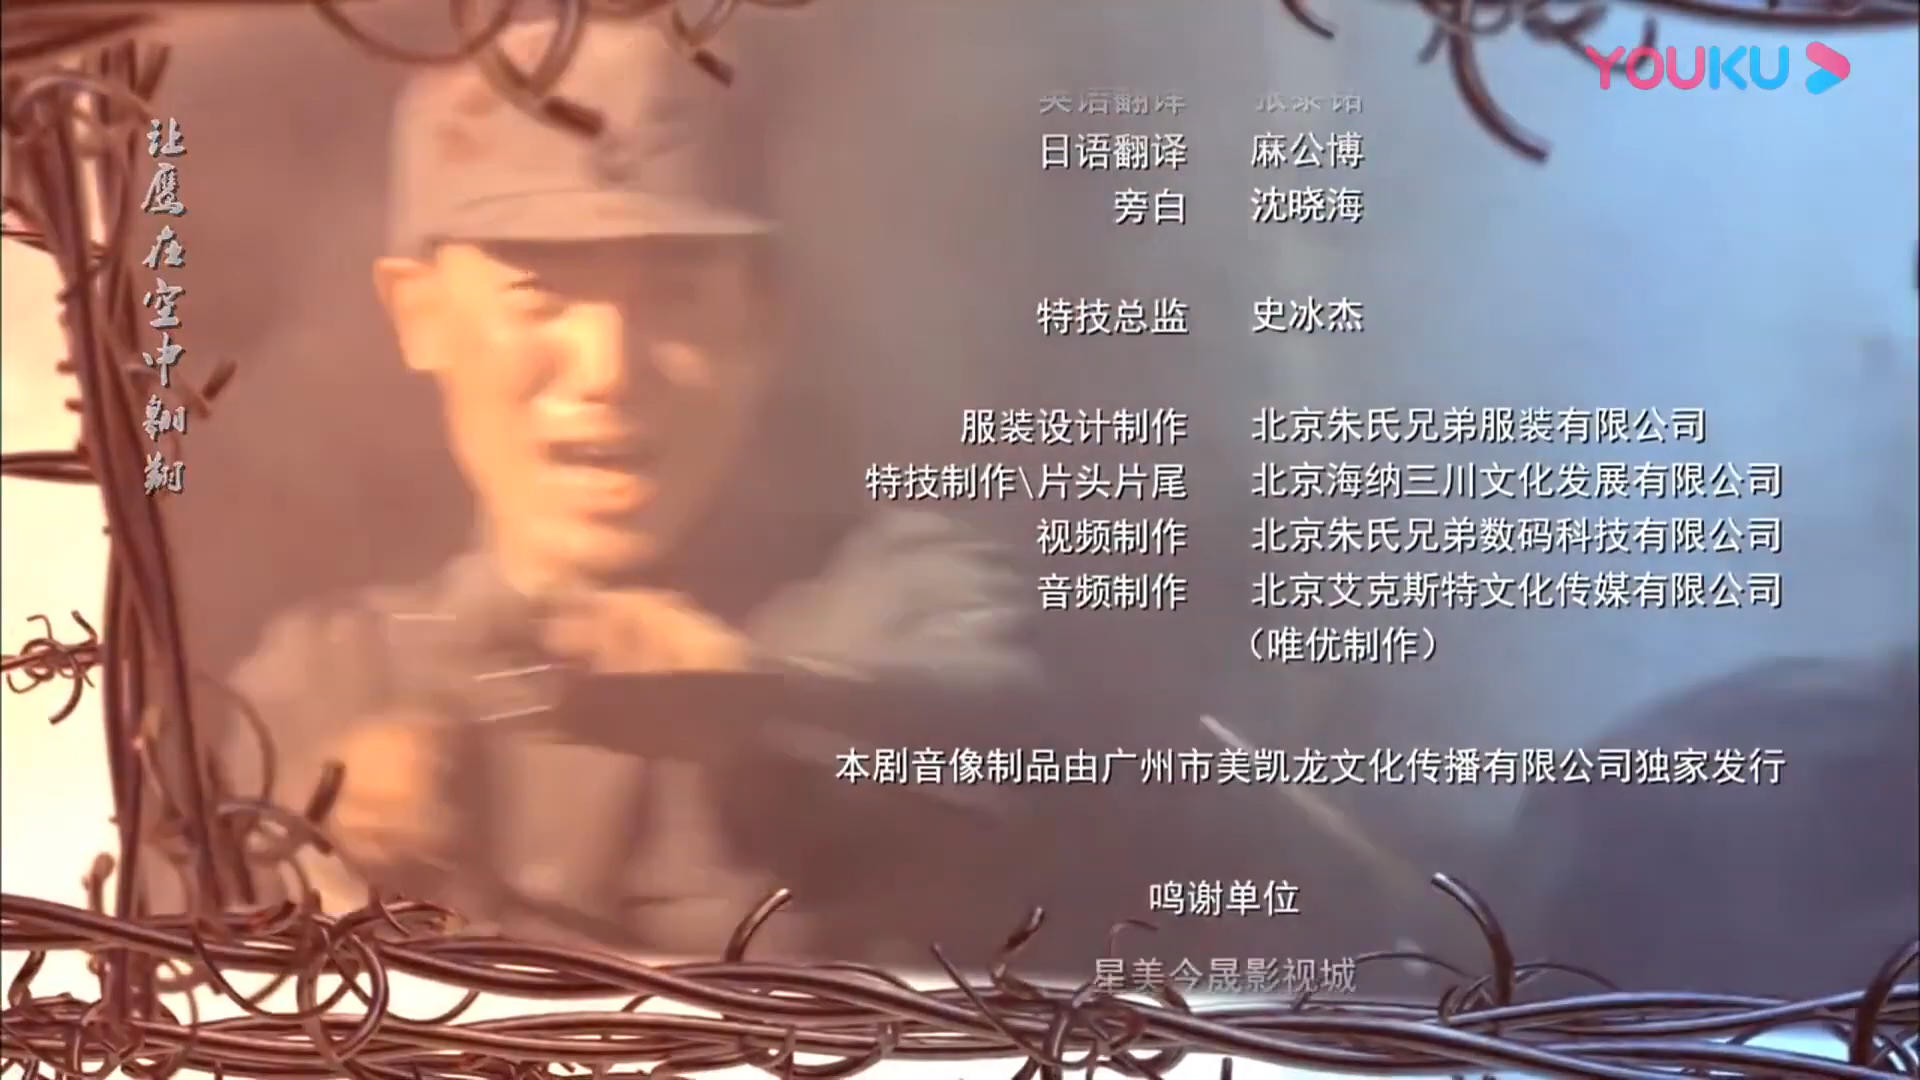 YOUKU
让鹰在空中翱翔
英语翻译
日语翻译 麻公博
旁白 沈晓海
特技总监 史冰杰
服装设计制作 北京朱氏兄弟服装有限公司
特技制作\片头片尾 北京海纳三川文化发展有限公司
视频制作 北京朱氏兄弟数码科技有限公司
音频制作 北京艾克斯特文化传媒有限公司
（唯优制作）
本剧音像制品由广州市美凯龙文化传播有限公司独家发行
鸣谢单位
星美今晟影视城